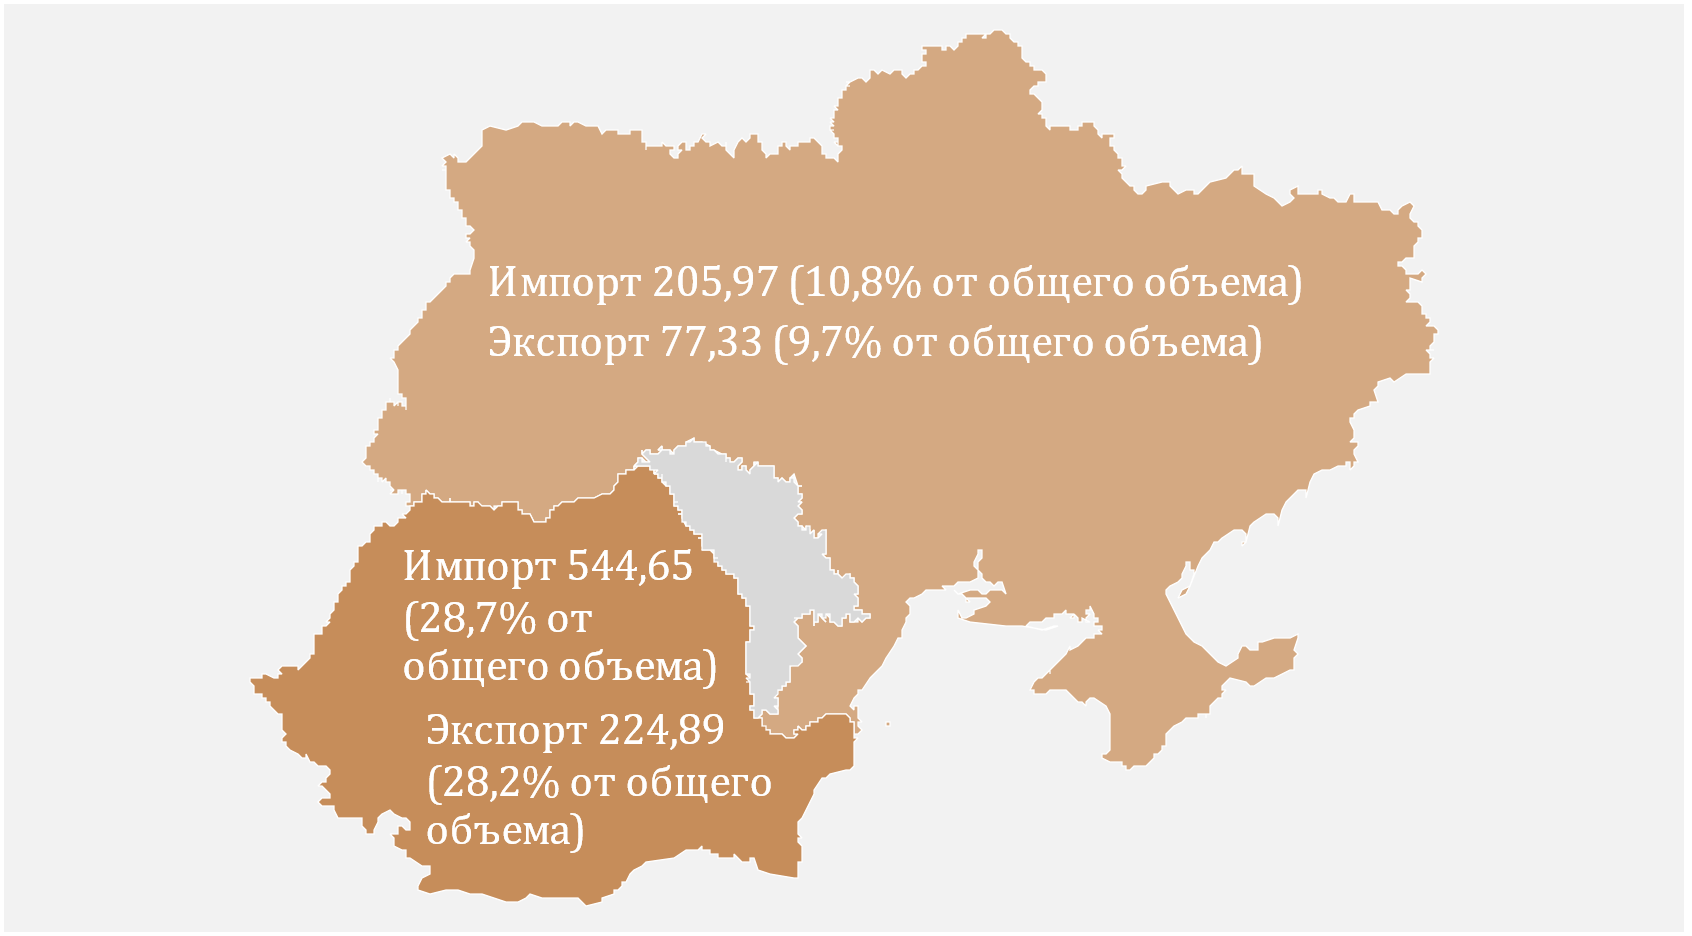 Импорт 205,97 (10,8% от общего объема)
Экспорт 77,33 (9,7% от общего объема)
Импорт 544,65
(28,7% от
общего объема)
Экспорт 224,89
(28,2% от общего
объема)